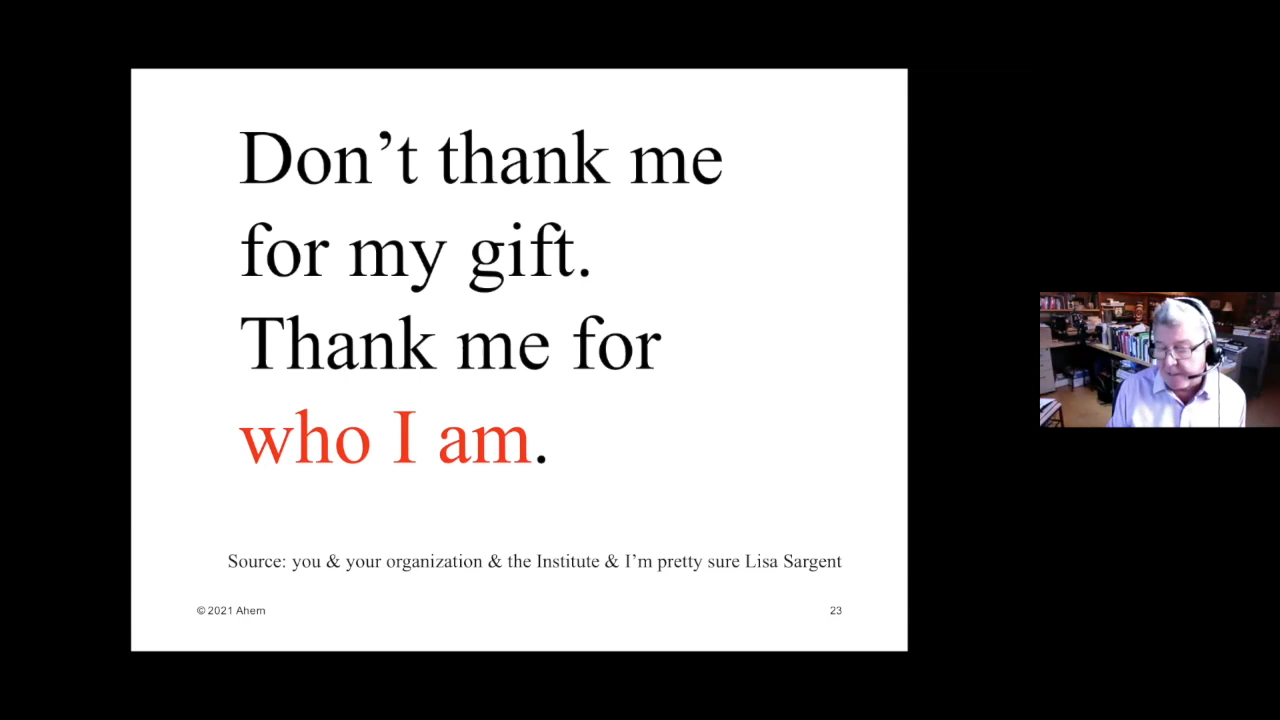 Don’t thank me
for my gift.
Thank me for
who I am.
Source: you & your organization & the Institute & I’m pretty sure Lisa Sargent
© 2021 Ahern
23